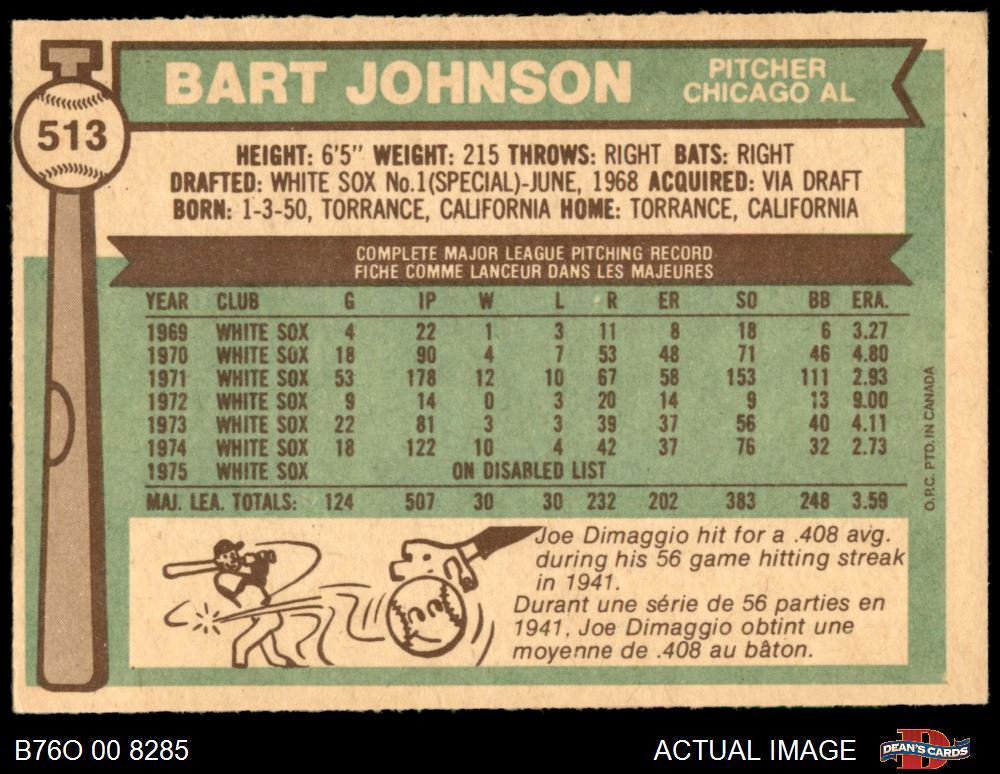 513
BART JOHNSON
PITCHER
CHICAGO AL
HEIGHT: 6'5" WEIGHT: 215 THROWS: RIGHT BATS: RIGHT
DRAFTED: WHITE SOX No.1(SPECIAL)-JUNE, 1968 ACQUIRED: VIA DRAFT
BORN: 1-3-50, TORRANCE, CALIFORNIA HOME: TORRANCE, CALIFORNIA
COMPLETE MAJOR LEAGUE PITCHING RECORD
FICHE COMME LANCEUR DANS LES MAJEURES
YEAR CLUB G IP W L R ER SO BB ERA.
1969 WHITE SOX 4 22 1 3 11 8 18 6 3.27
1970 WHITE SOX 18 90 4 7 53 48 71 46 4.80
1971 WHITE SOX 53 178 12 10 67 58 153 111 2.93
1972 WHITE SOX 9 14 0 3 20 14 9 13 9.00
1973 WHITE SOX 22 81 3 3 39 37 56 40 4.11
1974 WHITE SOX 18 122 10 4 42 37 76 32 2.73
1975 WHITE SOX ON DISABLED LIST
MAJ. LEA. TOTALS: 124 507 30 30 232 202 383 248 3.59
O.P.C. PTD. IN CANADA
Joe Dimaggio hit for a .408 avg.
during his 56 game hitting streak
in 1941.
Durant une série de 56 parties en
1941, Joe Dimaggio obtint une
moyenne de .408 au bâton.
B76O 00 8285
ACTUAL IMAGE
DEAN'S CARDS